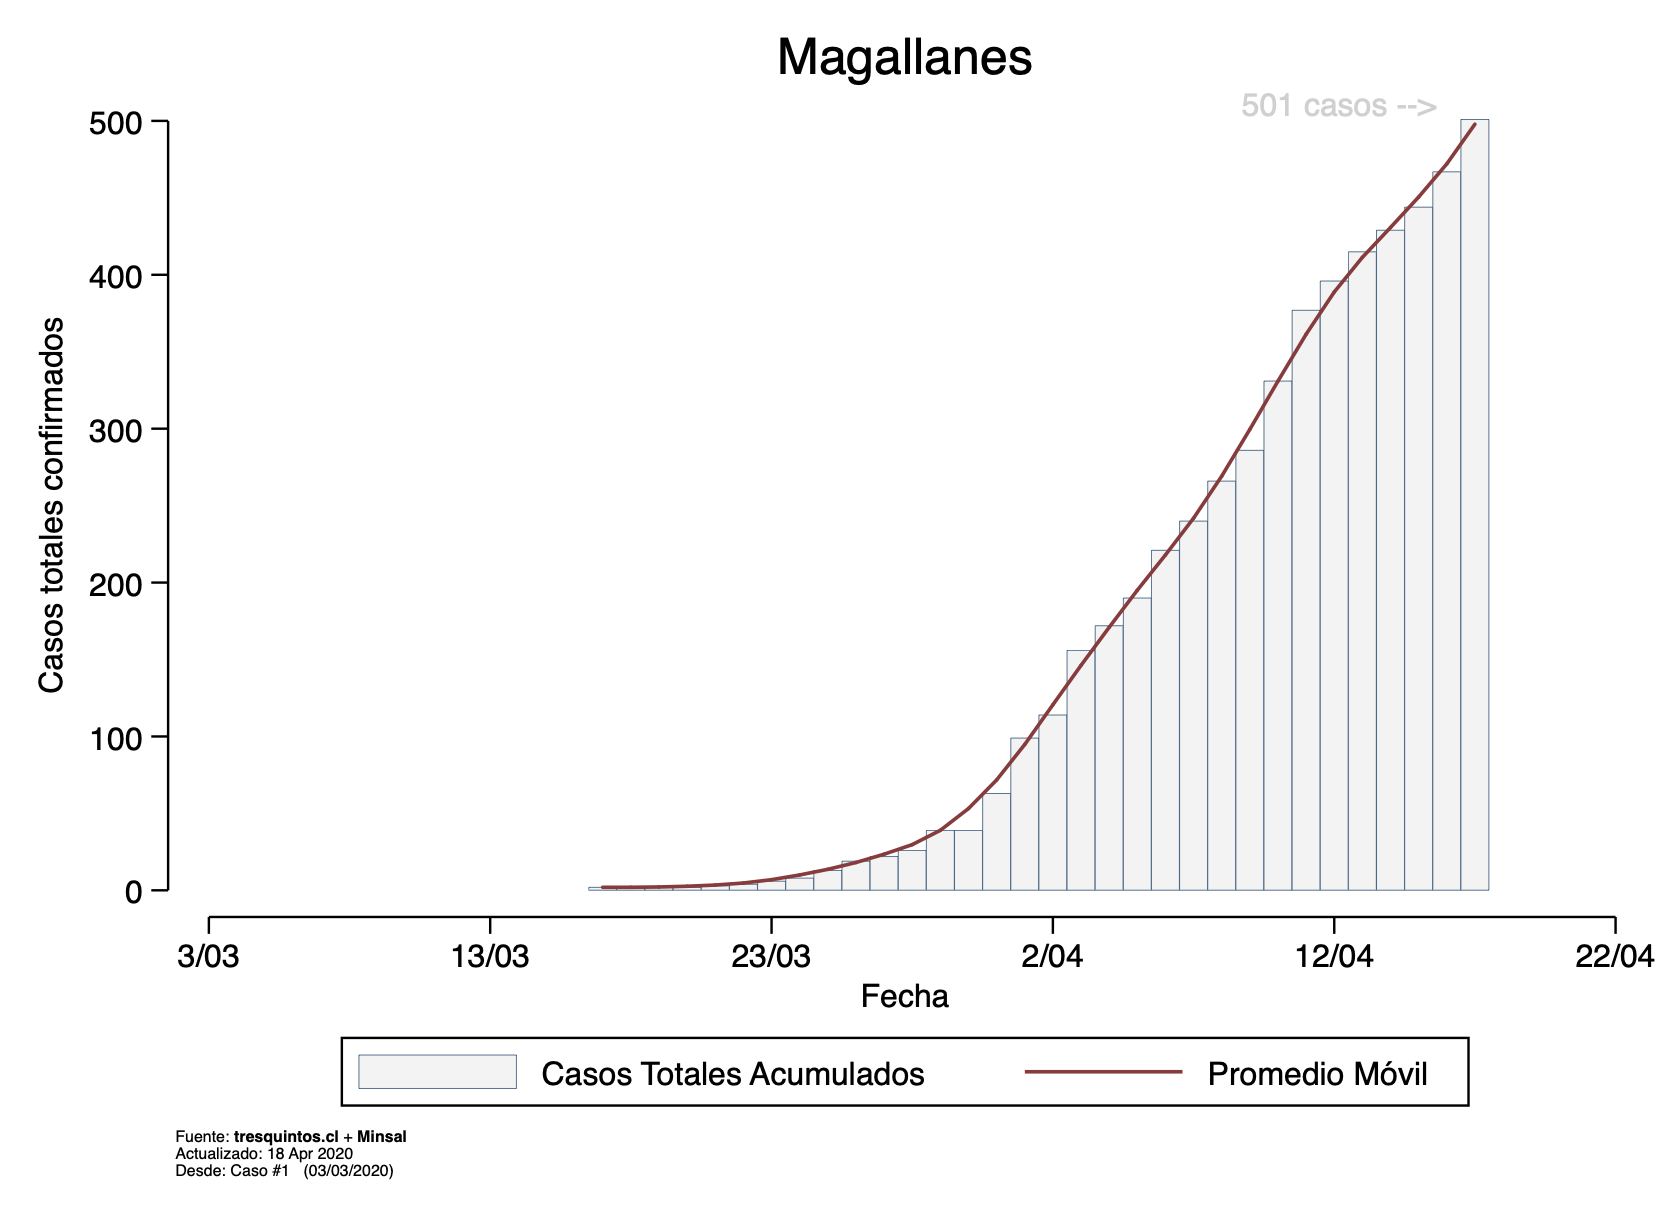 Magallanes
501 casos -->
Casos totales confirmados
500
400
300
200
100
0
3/03 13/03 23/03 2/04 12/04 22/04
Fecha
Casos Totales Acumulados Promedio Móvil
Fuente: tresquintos.cl + Minsal
Actualizado: 18 Apr 2020
Desde: Caso #1 (03/03/2020)